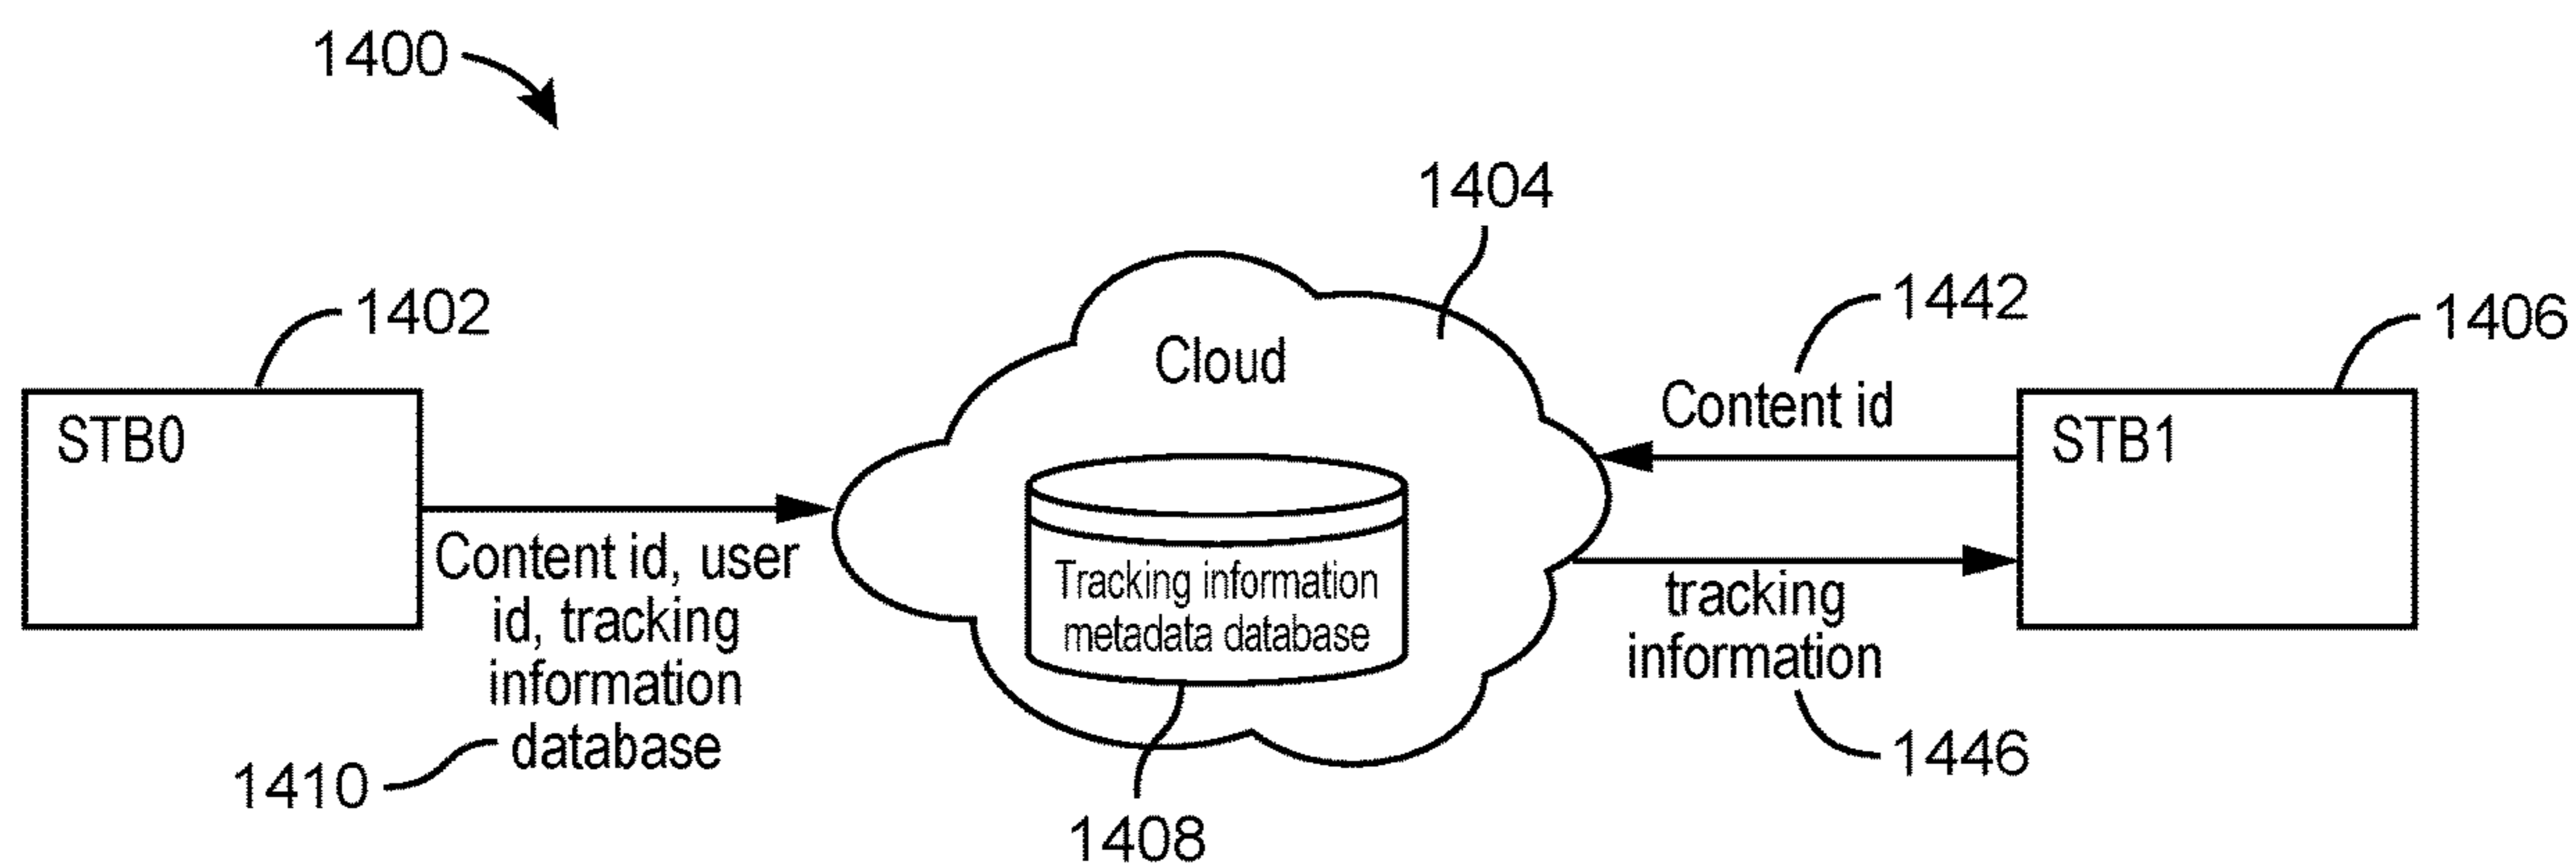 1400
1404
1402
1442
1406
Cloud
STB0
Content id
STB1
Content id, user
id, tracking
information
database
Tracking information
metadata database
tracking
information
1410
1446
1408